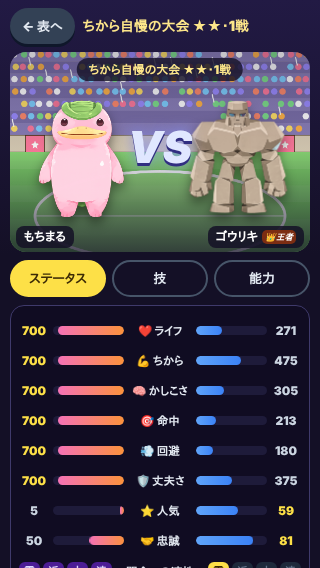 ← 表へ
ちから自慢の大会 ★★・1戦
ちから自慢の大会 ★★・1戦
VS
もちまる
ゴウリキ 👑王者
ステータス
技
能力
700 ❤️ ライフ 271
700 💪 ちから 475
700 🧠 かしこさ 305
700 🎯 命中 213
700 💨 回避 180
700 🛡️ 丈夫さ 375
5 ⭐ 人気 59
50 🤝 忠誠 81